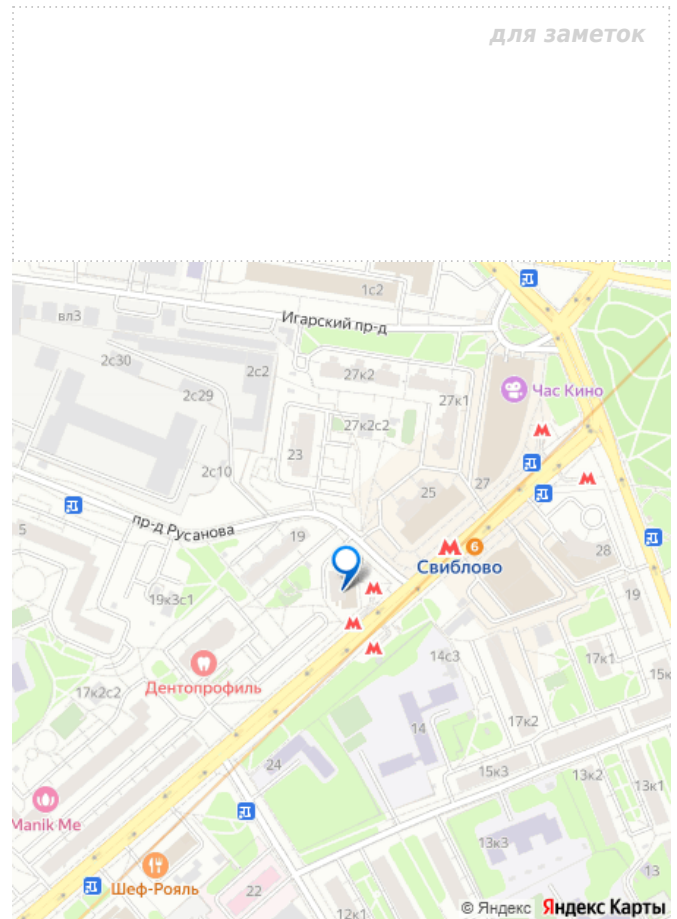 для заметок
1с2
Игарский пр-д
вл3
2с30
2с2
27к2
2с29
27к1
Час Кино
27к2с2
23
2с10
27
25
5
пр-д Русанова
19
6
Свиблово
28
19к3с1
19
14с3
17к1
15к
Дентопрофиль
17к2с2
17к2
14
24
15к3
13к2
13к1
Manik Me
13к3
Шеф-Рояль
22
13
12к1
© Яндекс Яндекс Карты